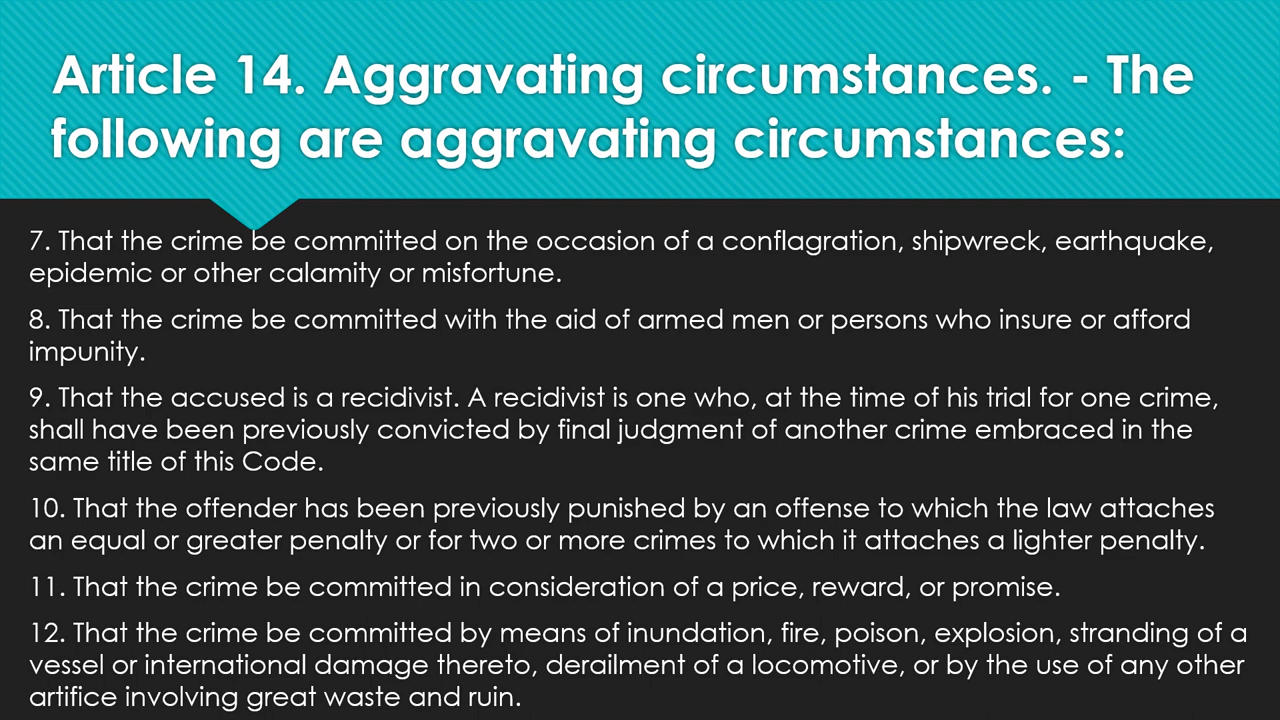 Article 14. Aggravating circumstances. - The
following are aggravating circumstances:
7. That the crime be committed on the occasion of a conflagration, shipwreck, earthquake,
epidemic or other calamity or misfortune.
8. That the crime be committed with the aid of armed men or persons who insure or afford
impunity.
9. That the accused is a recidivist. A recidivist is one who, at the time of his trial for one crime,
shall have been previously convicted by final judgment of another crime embraced in the
same title of this Code.
10. That the offender has been previously punished by an offense to which the law attaches
an equal or greater penalty or for two or more crimes to which it attaches a lighter penalty.
11. That the crime be committed in consideration of a price, reward, or promise.
12. That the crime be committed by means of inundation, fire, poison, explosion, stranding of a
vessel or international damage thereto, derailment of a locomotive, or by the use of any other
artifice involving great waste and ruin.